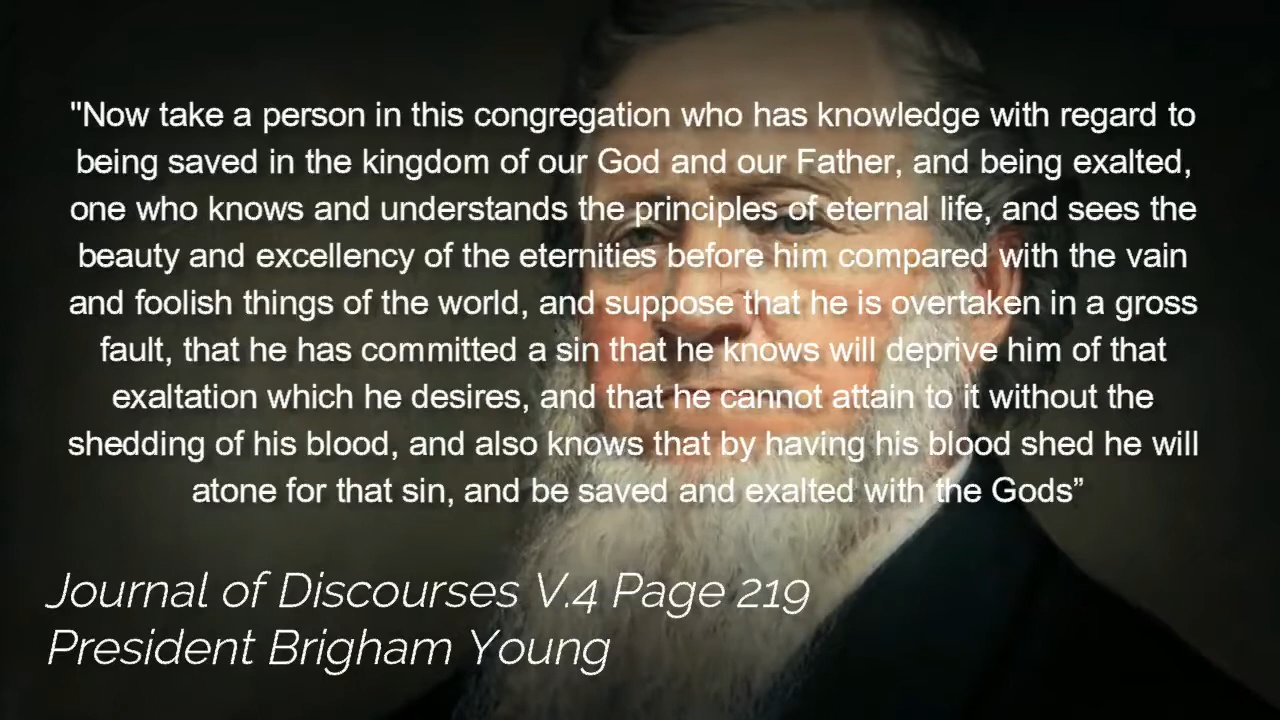 "Now take a person in this congregation who has knowledge with regard to
being saved in the kingdom of our God and our Father, and being exalted,
one who knows and understands the principles of eternal life, and sees the
beauty and excellency of the eternities before him compared with the vain
and foolish things of the world, and suppose that he is overtaken in a gross
fault, that he has committed a sin that he knows will deprive him of that
exaltation which he desires, and that he cannot attain to it without the
shedding of his blood, and also knows that by having his blood shed he will
atone for that sin, and be saved and exalted with the Gods”
Journal of Discourses V.4 Page 219
President Brigham Young